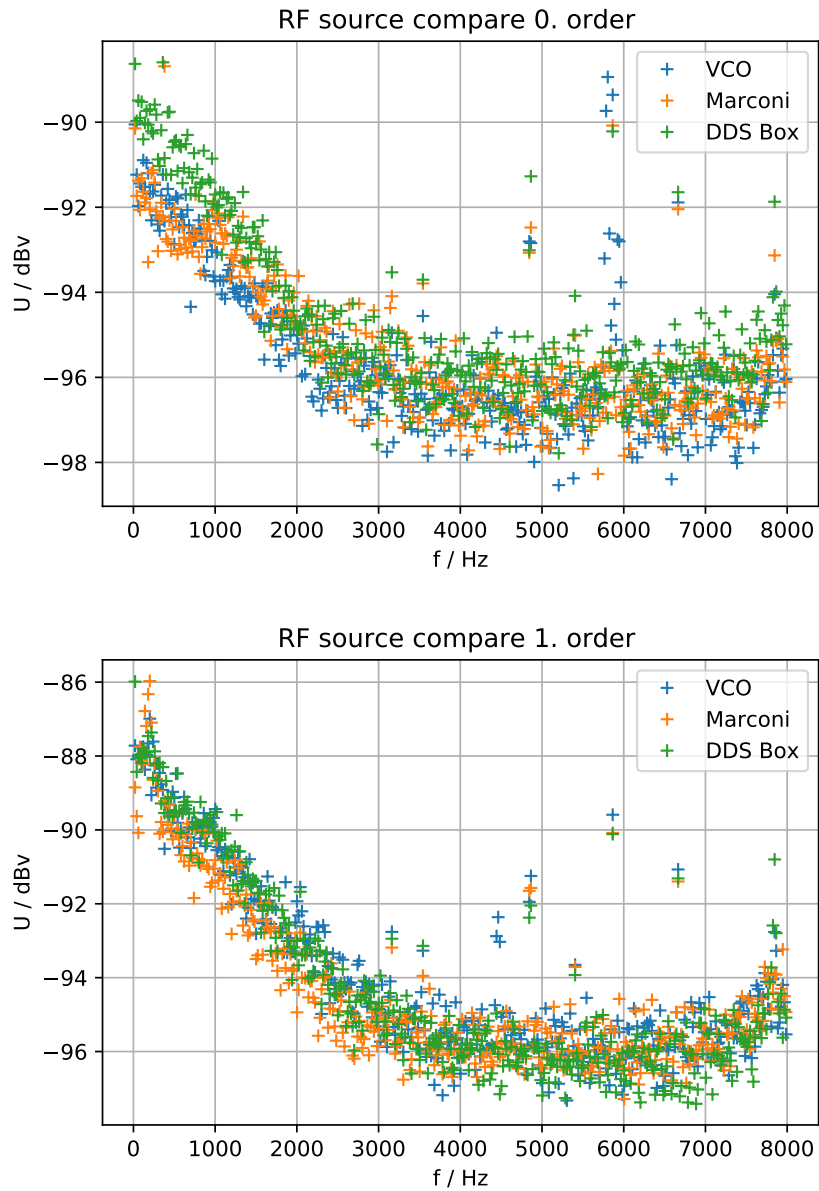 RF source compare 0. order
VCO
Marconi
DDS Box
−90
−92
−94
−96
−98
U / dBv
0
1000
2000
3000
4000
5000
6000
7000
8000
f / Hz
RF source compare 1. order
VCO
Marconi
DDS Box
−86
−88
−90
−92
−94
−96
U / dBv
0
1000
2000
3000
4000
5000
6000
7000
8000
f / Hz